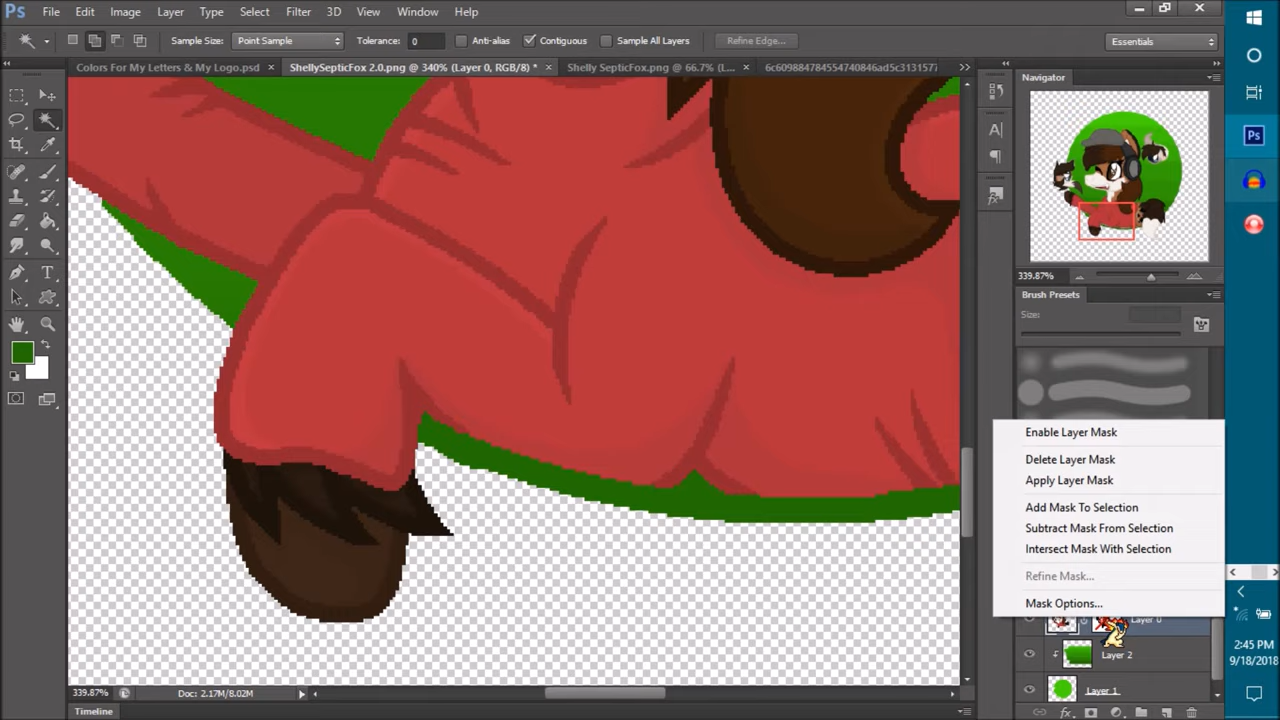 Ps File Edit Image Layer Type Select Filter 3D View Window Help
Sample Size: Point Sample Tolerance: 0 Anti-alias Contiguous Sample All Layers Refine Edge... Essentials
Colors For My Letters & My Logo.psd × ShellySepticFox 2.0.png @ 340% (Layer 0, RGB/8) * × Shelly SepticFox.png @ 66.7% (L... ×
Navigator
Ps
339.87%
Brush Presets
Size:
Enable Layer Mask
Delete Layer Mask
Apply Layer Mask
Add Mask To Selection
Subtract Mask From Selection
Intersect Mask With Selection
Refine Mask...
Mask Options...
Layer 0
Layer 2
Layer 1
2:45 PM
9/18/2018
339.87% Doc: 2.17M/8.02M
Timeline